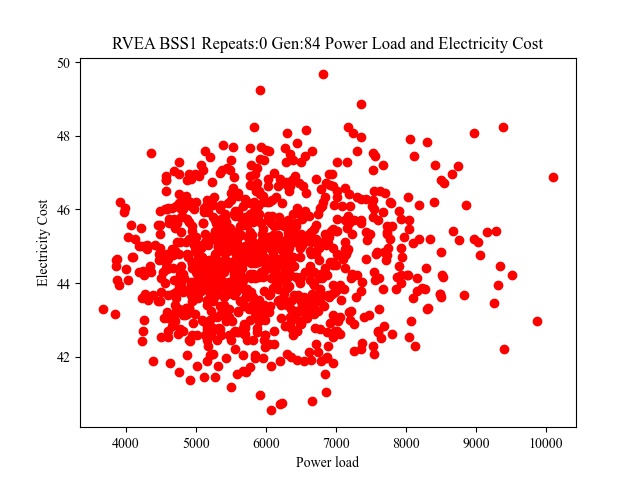 RVEA BSS1 Repeats:0 Gen:84 Power Load and Electricity Cost
50
48
46
44
42
Electricity Cost
4000 5000 6000 7000 8000 9000 10000
Power load